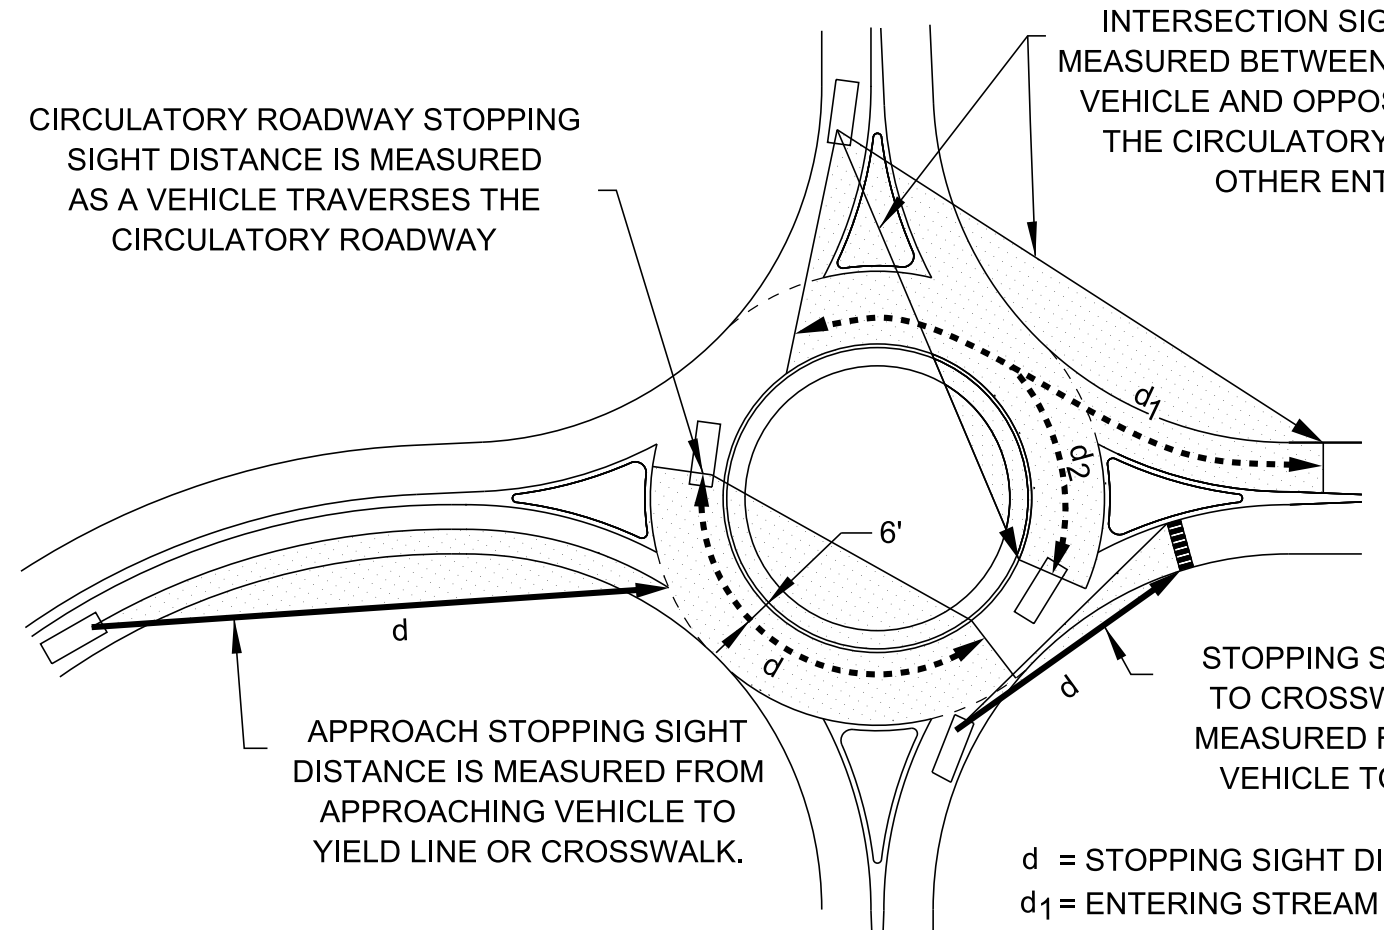 INTERSECTION SIG
MEASURED BETWEEN
VEHICLE AND OPPOS
THE CIRCULATORY
OTHER ENT
CIRCULATORY ROADWAY STOPPING
SIGHT DISTANCE IS MEASURED
AS A VEHICLE TRAVERSES THE
CIRCULATORY ROADWAY
d1
d2
6'
d
d
d
STOPPING S
TO CROSSW
MEASURED F
VEHICLE TO
APPROACH STOPPING SIGHT
DISTANCE IS MEASURED FROM
APPROACHING VEHICLE TO
YIELD LINE OR CROSSWALK.
d = STOPPING SIGHT DI
d1 = ENTERING STREAM